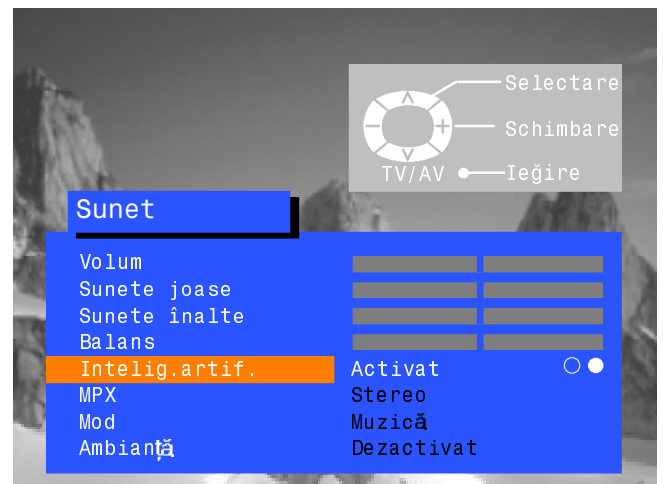 Selectare
Schimbare
TV/AV Ieğire
Sunet
Volum
Sunete joase
Sunete înalte
Balans
Intelig.artif. Activat
MPX Stereo
Mod Muzică
Ambianţă Dezactivat